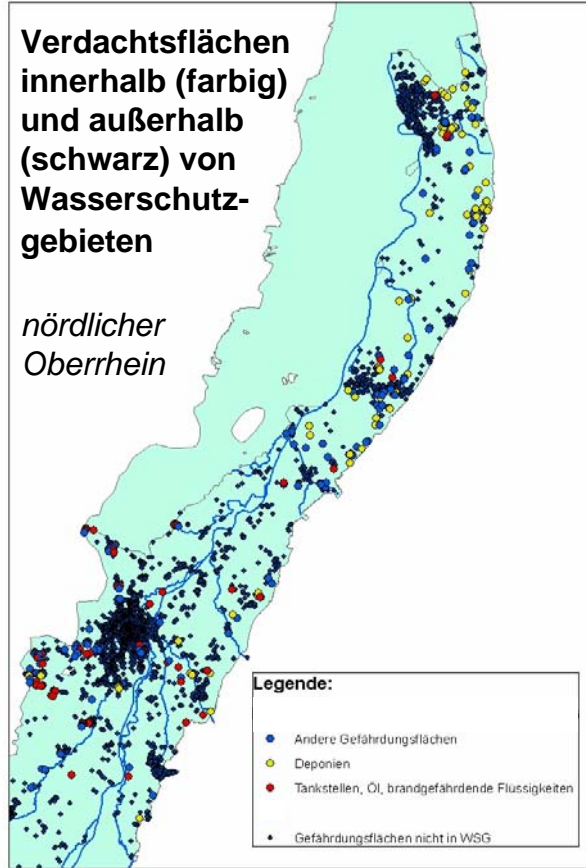 Verdachtsflächen
innerhalb (farbig)
und außerhalb
(schwarz) von
Wasserschutz-
gebieten
nördlicher
Oberrhein
Legende:
Andere Gefährdungsflächen
Deponien
Tankstellen, Öl, brandgefährdende Flüssigkeiten
Gefährdungsflächen nicht in WSG